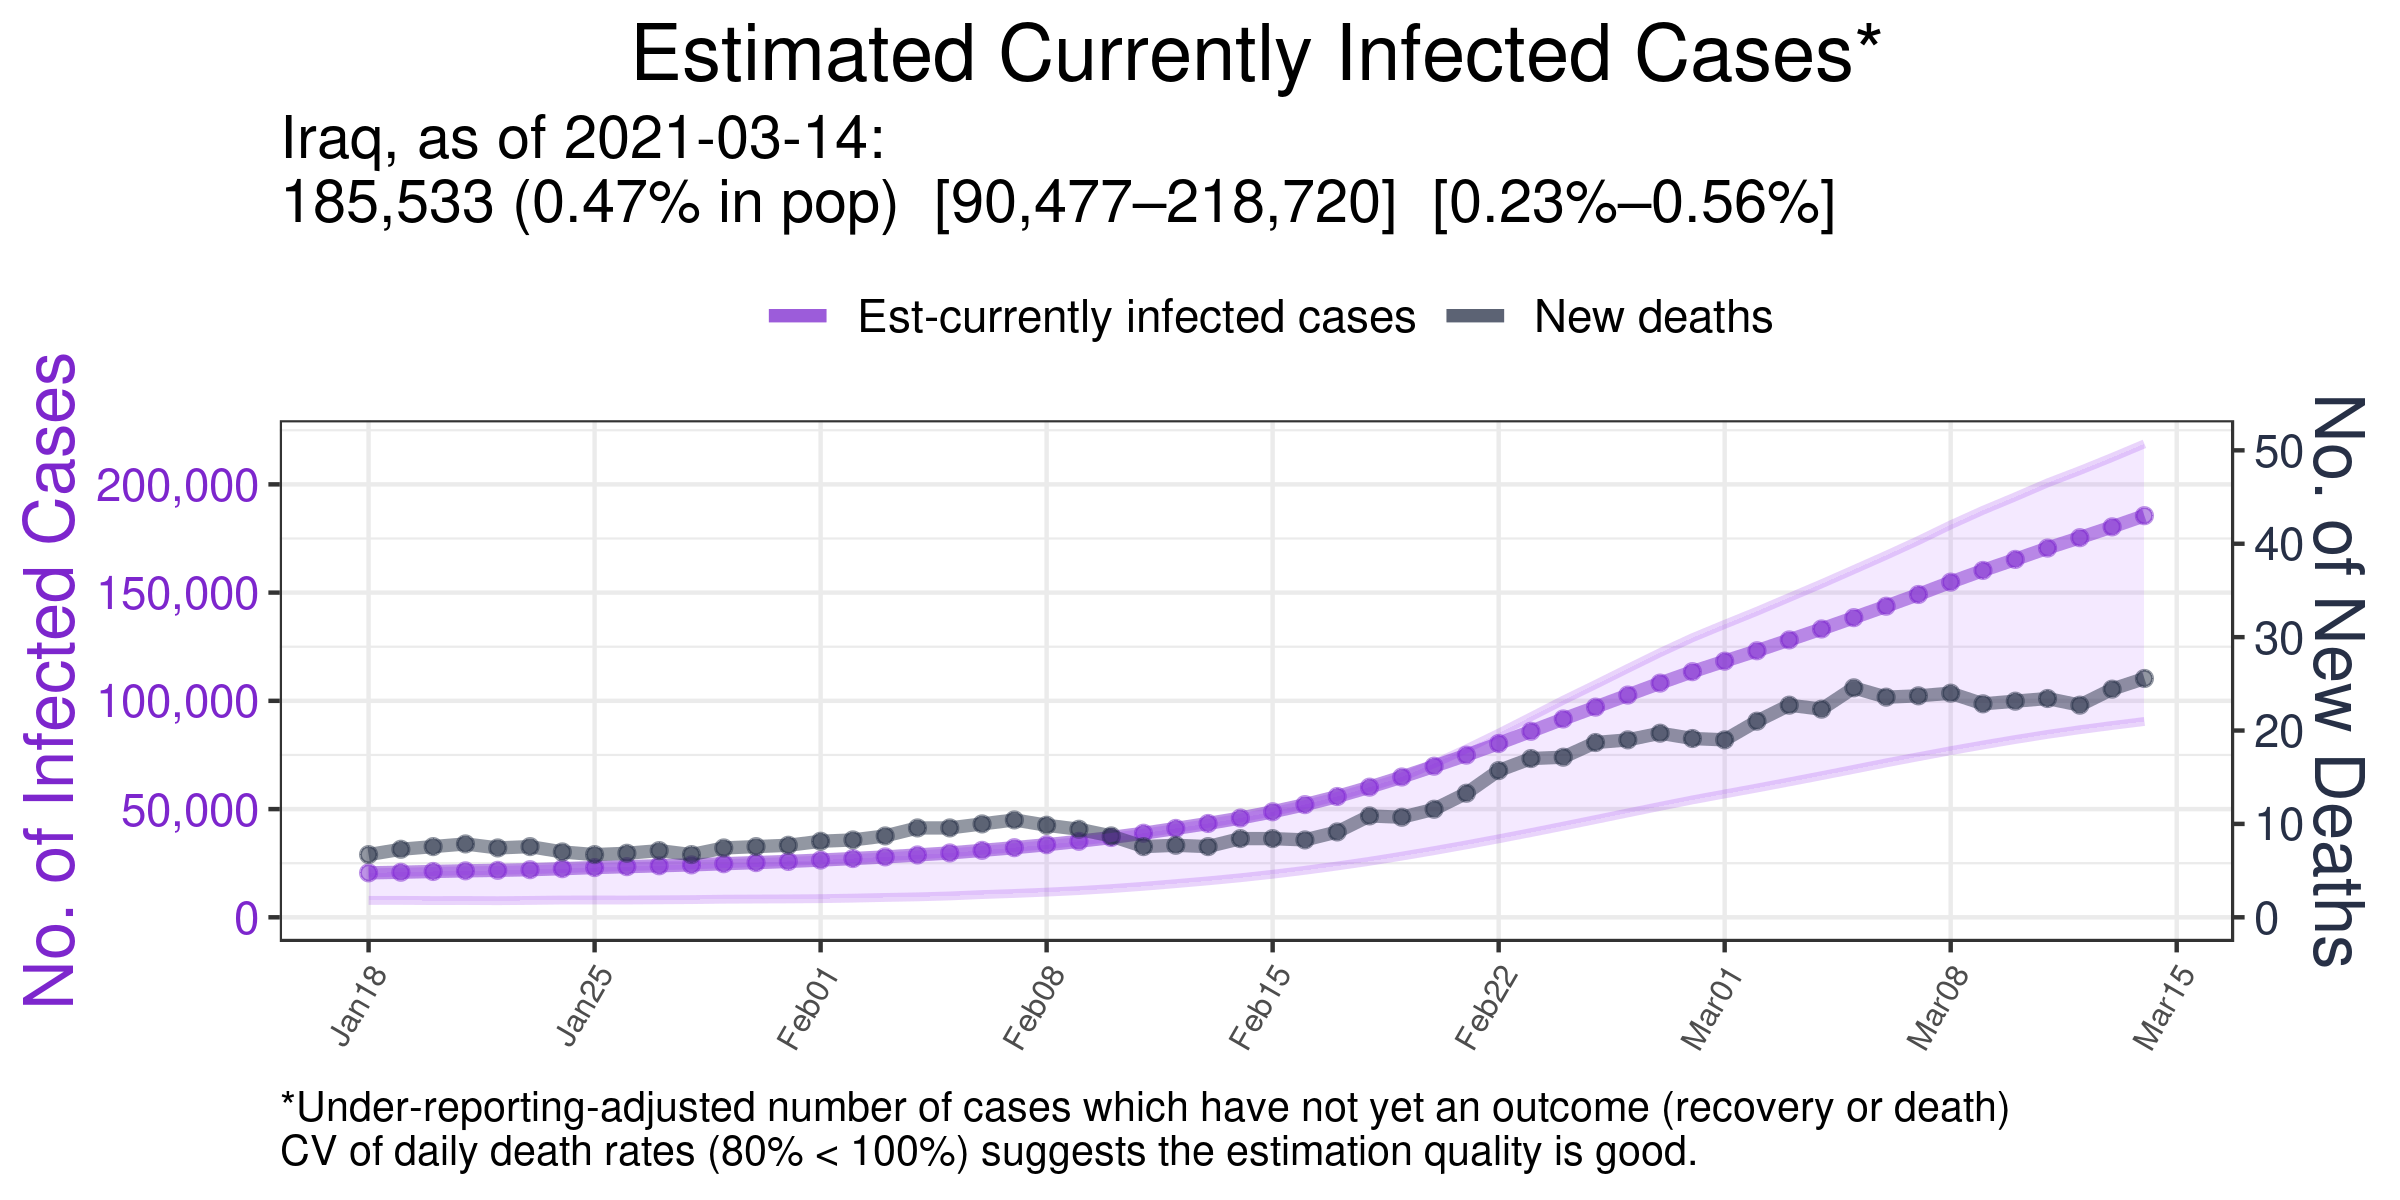 Estimated Currently Infected Cases*
Iraq, as of 2021-03-14:
185,533 (0.47% in pop)  [90,477–218,720]  [0.23%–0.56%]
Est-currently infected cases
New deaths
No. of Infected Cases
200,000
150,000
100,000
50,000
0
50
40
30
20
10
0
No. of New Deaths
Jan18
Jan25
Feb01
Feb08
Feb15
Feb22
Mar01
Mar08
Mar15
*Under-reporting-adjusted number of cases which have not yet an outcome (recovery or death)
CV of daily death rates (80% < 100%) suggests the estimation quality is good.